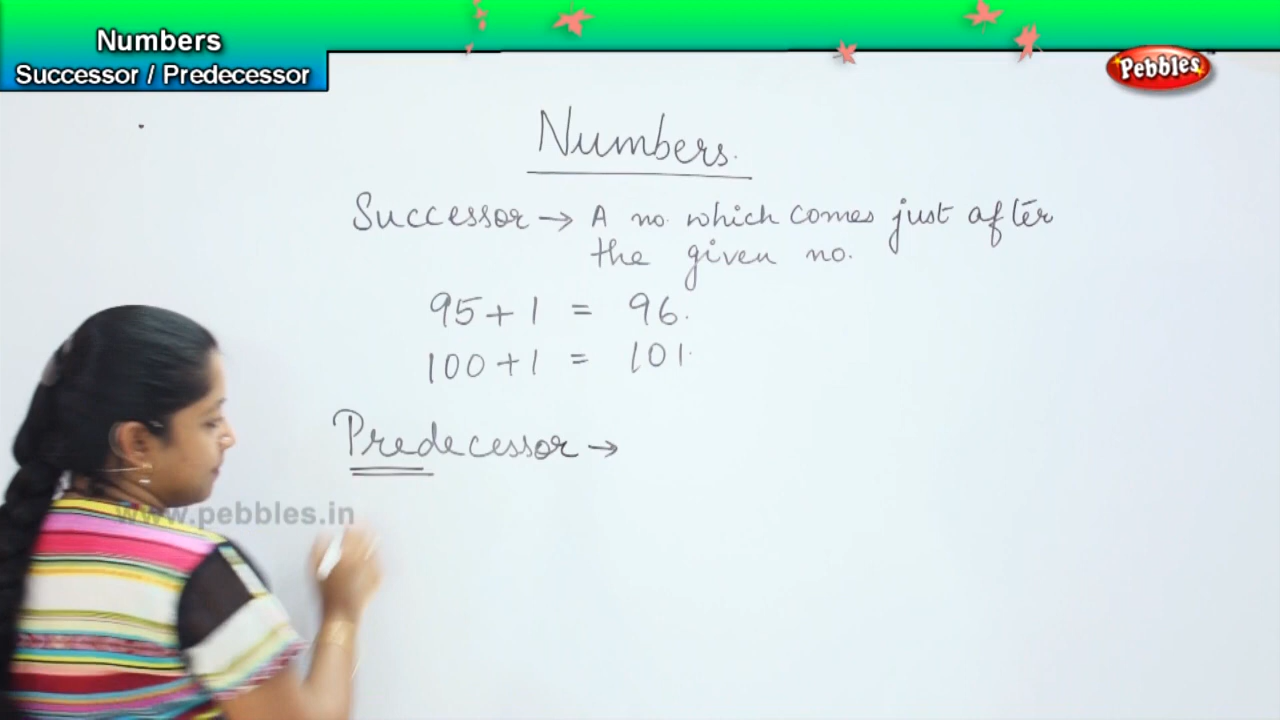 Numbers
Successor / Predecessor
Pebbles
Numbers.
Successor → A no. which comes just after
the given no.
95 + 1 = 96.
100 + 1 = 101.
Predecessor →
www.pebbles.in